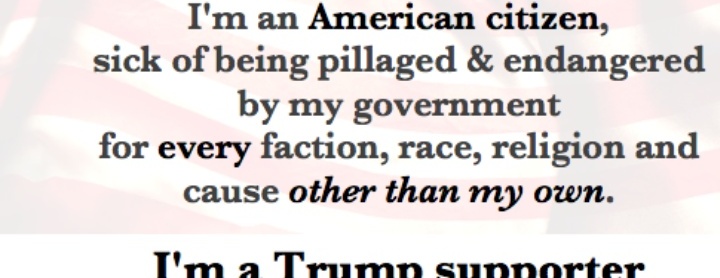 I'm an American citizen,
sick of being pillaged & endangered
by my government
for every faction, race, religion and
cause other than my own.
I'm a Trump supporter